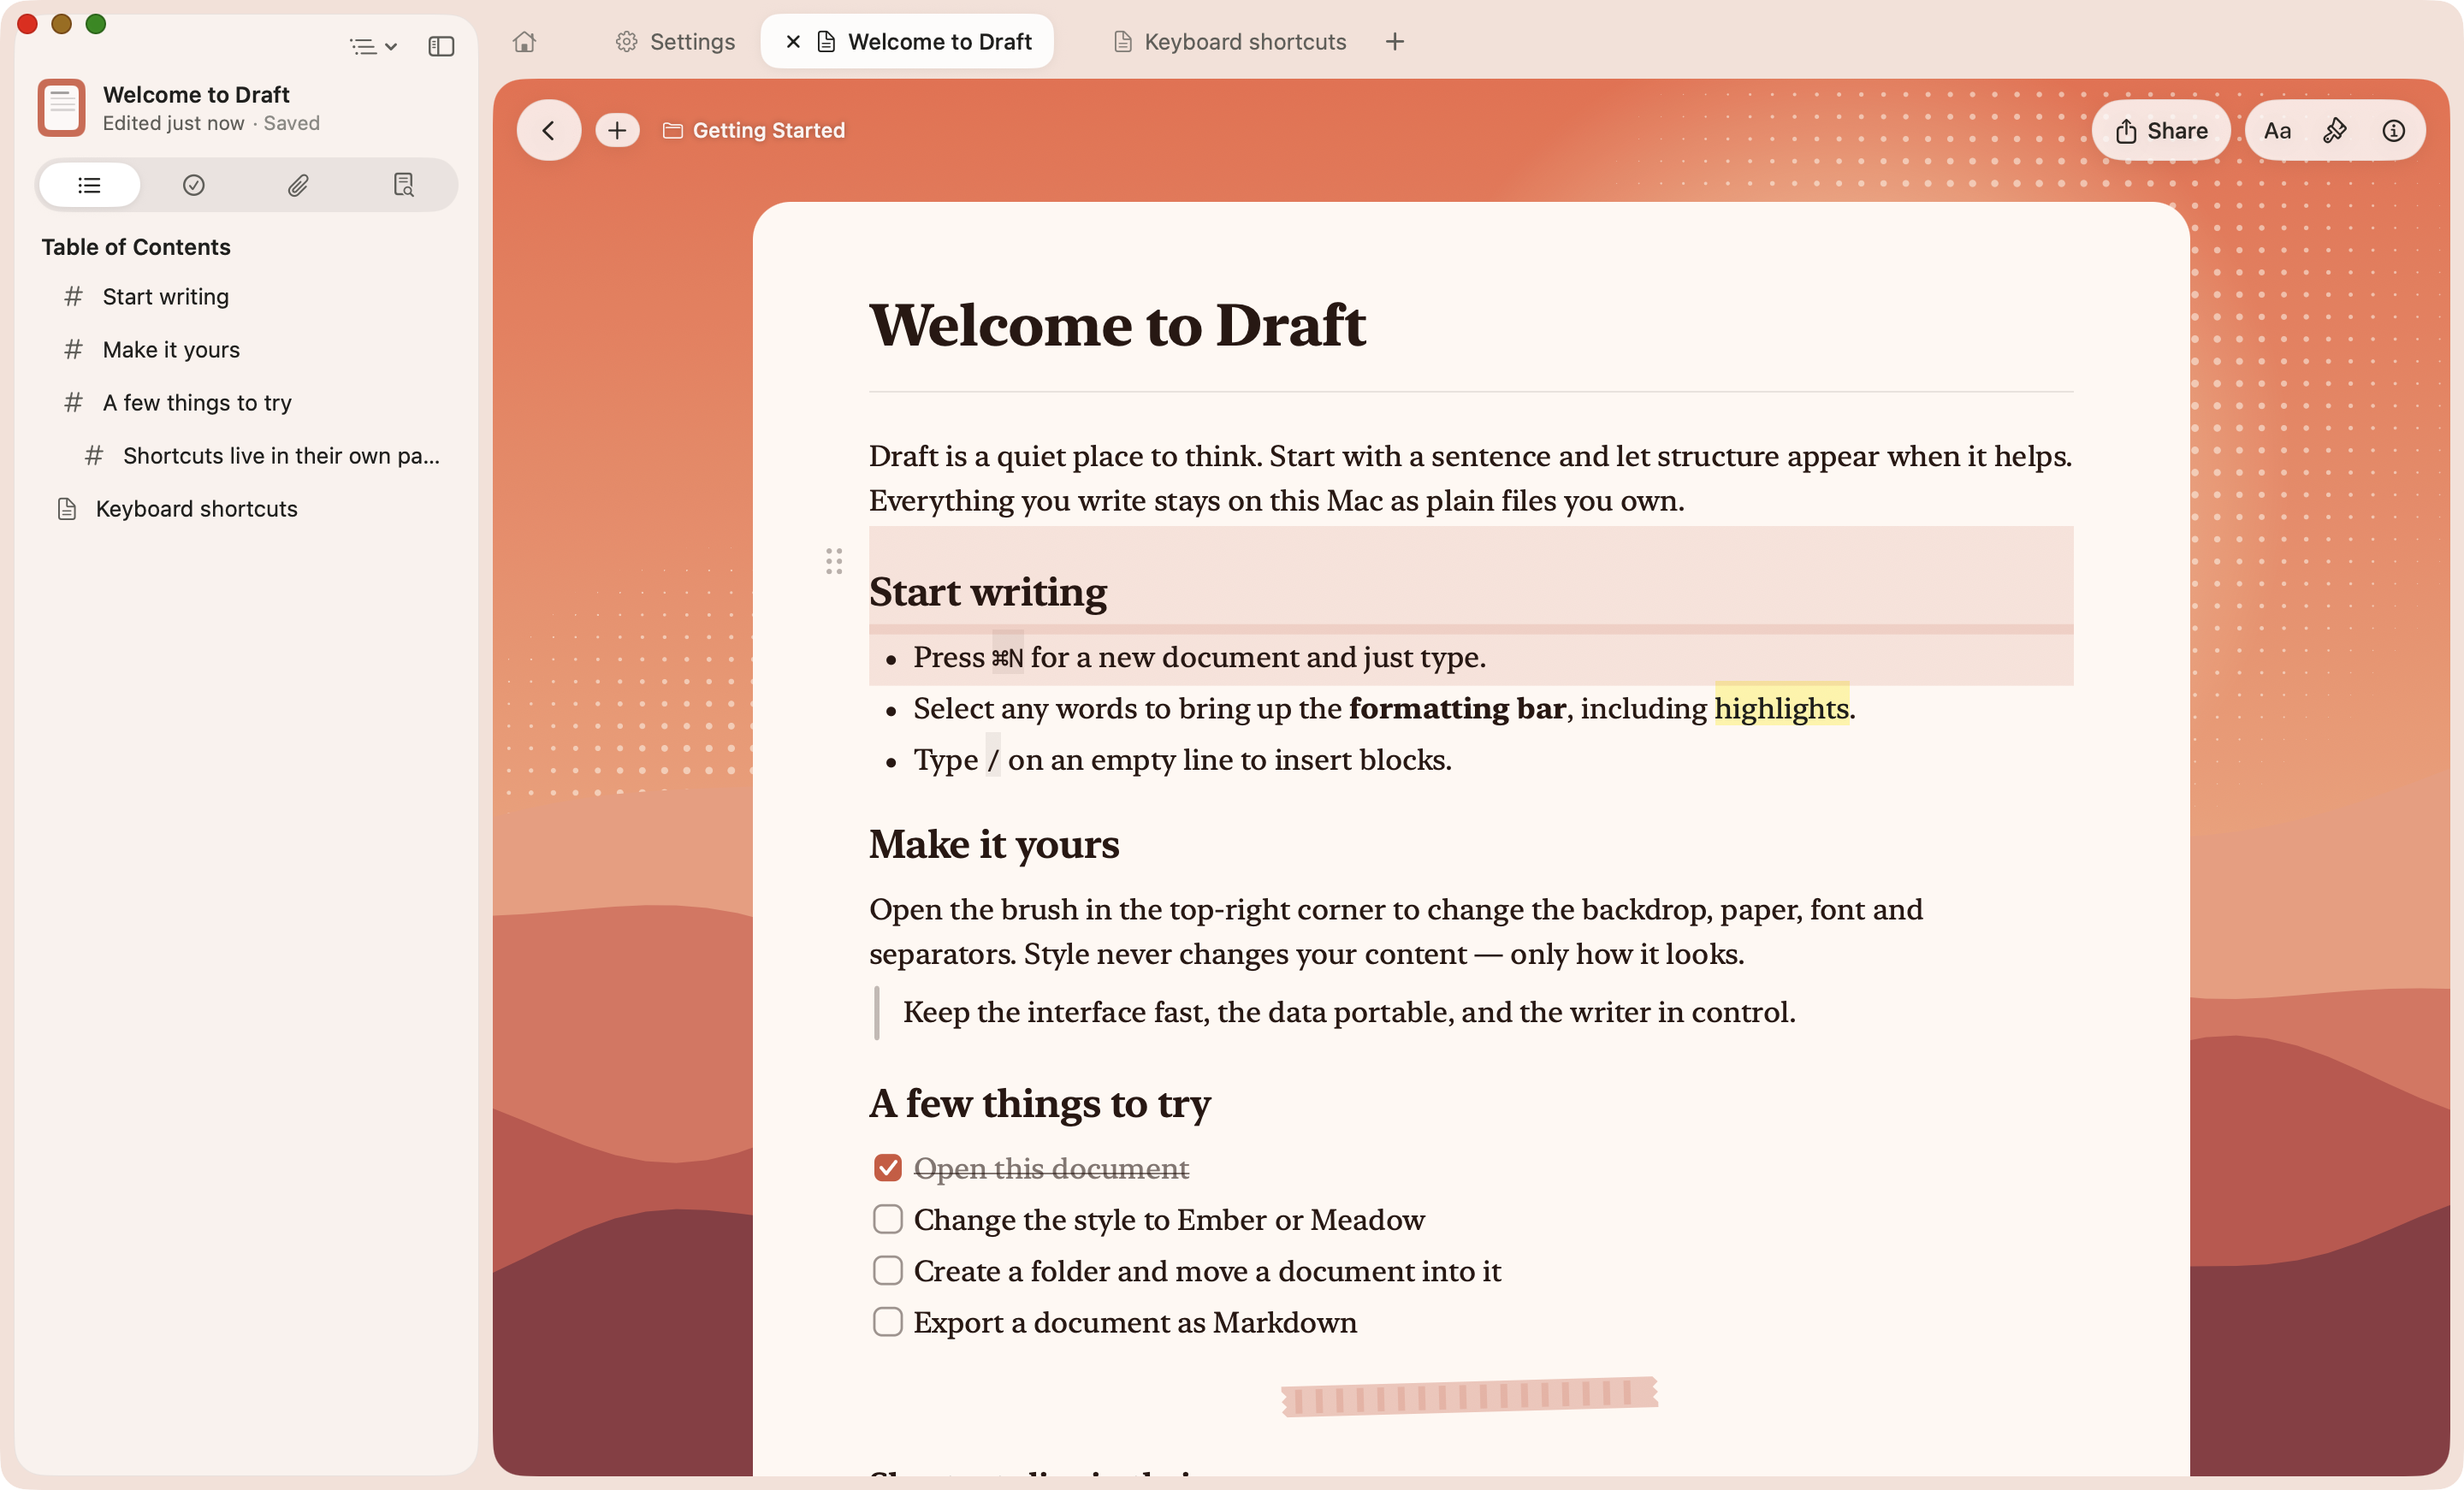 Settings
Welcome to Draft
Keyboard shortcuts
Welcome to Draft
Edited just now · Saved
Table of Contents
# Start writing
# Make it yours
# A few things to try
# Shortcuts live in their own pa...
Keyboard shortcuts
Getting Started
Share
Aa
Welcome to Draft
Draft is a quiet place to think. Start with a sentence and let structure appear when it helps.
Everything you write stays on this Mac as plain files you own.
Start writing
• Press ⌘N for a new document and just type.
• Select any words to bring up the formatting bar, including highlights.
• Type / on an empty line to insert blocks.
Make it yours
Open the brush in the top-right corner to change the backdrop, paper, font and
separators. Style never changes your content — only how it looks.
Keep the interface fast, the data portable, and the writer in control.
A few things to try
Open this document
Change the style to Ember or Meadow
Create a folder and move a document into it
Export a document as Markdown